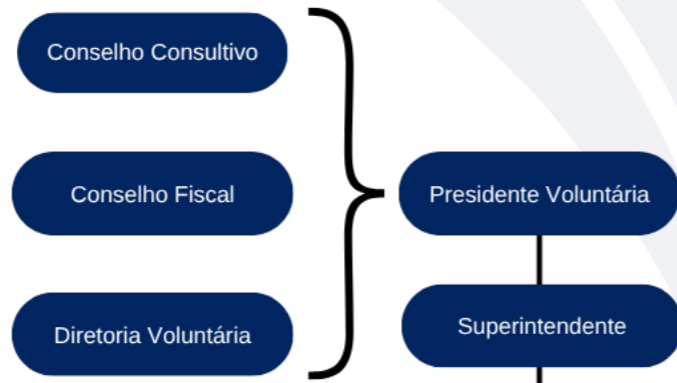 Conselho Consultivo
Conselho Fiscal
Presidente Voluntária
Diretoria Voluntária
Superintendente